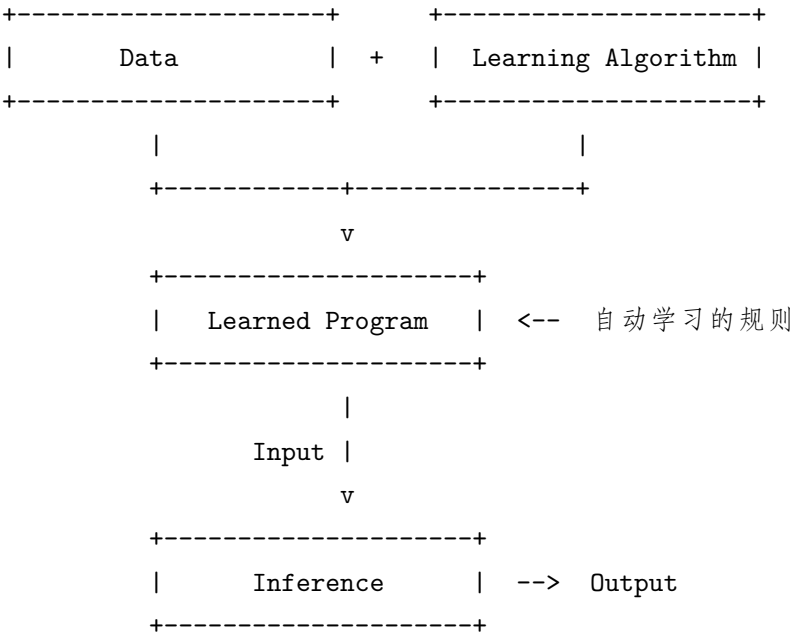 +---------------------+      +---------------------+
|       Data          |  +   |  Learning Algorithm |
+---------------------+      +---------------------+
          |                            |
          +------------+---------------+
                       v
          +---------------------+
          |   Learned Program   |  <--  自动学习的规则
          +---------------------+
                       |
                 Input |
                       v
          +---------------------+
          |      Inference      |  -->  Output
          +---------------------+